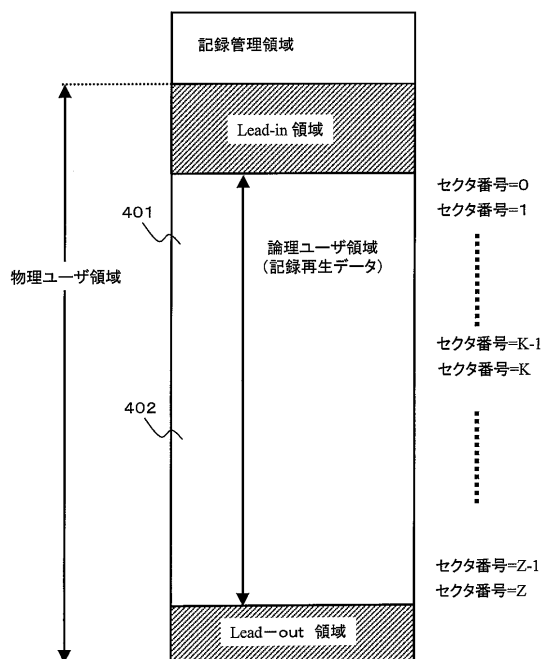 記録管理領域
Lead-in 領域
セクタ番号=0
セクタ番号=1
401
論理ユーザ領域
(記録再生データ)
物理ユーザ領域
セクタ番号=K-1
セクタ番号=K
402
セクタ番号=Z-1
セクタ番号=Z
Lead－out 領域